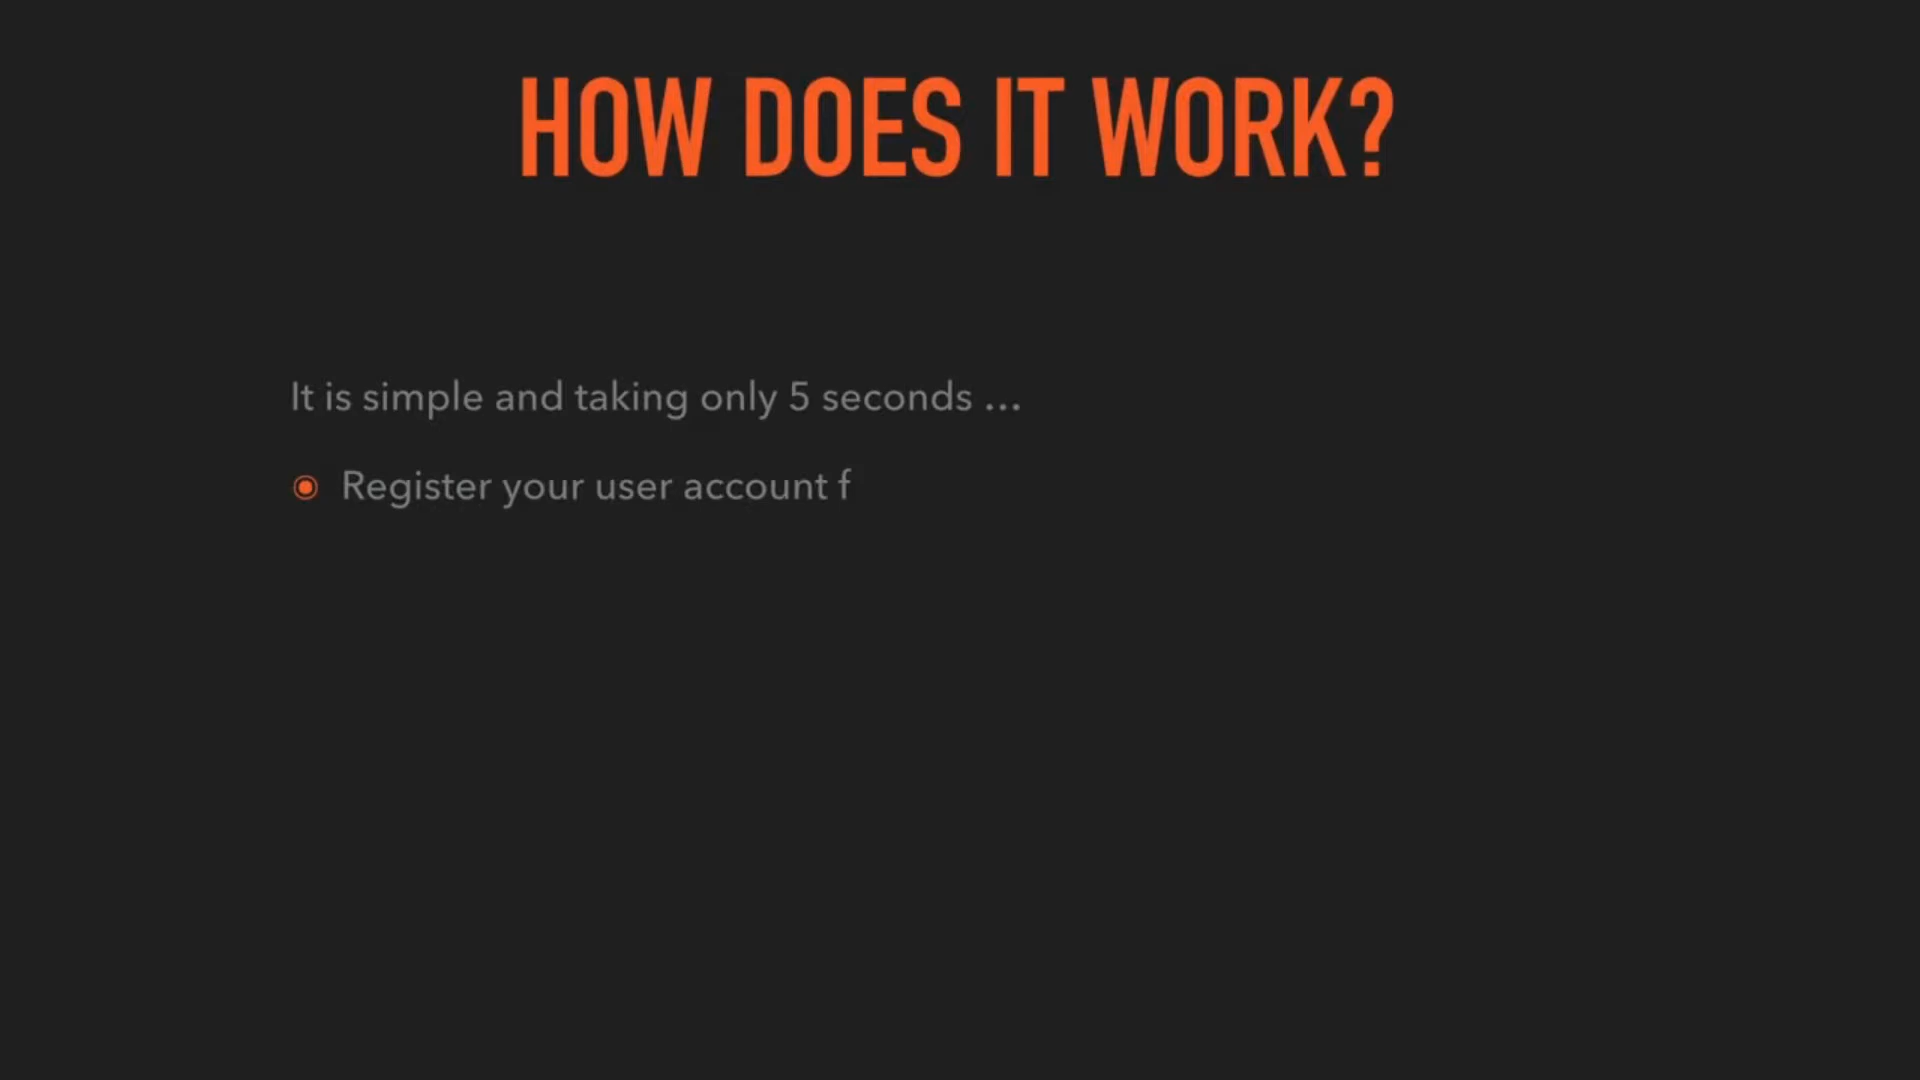 HOW DOES IT WORK?
It is simple and taking only 5 seconds ...
Register your user account f